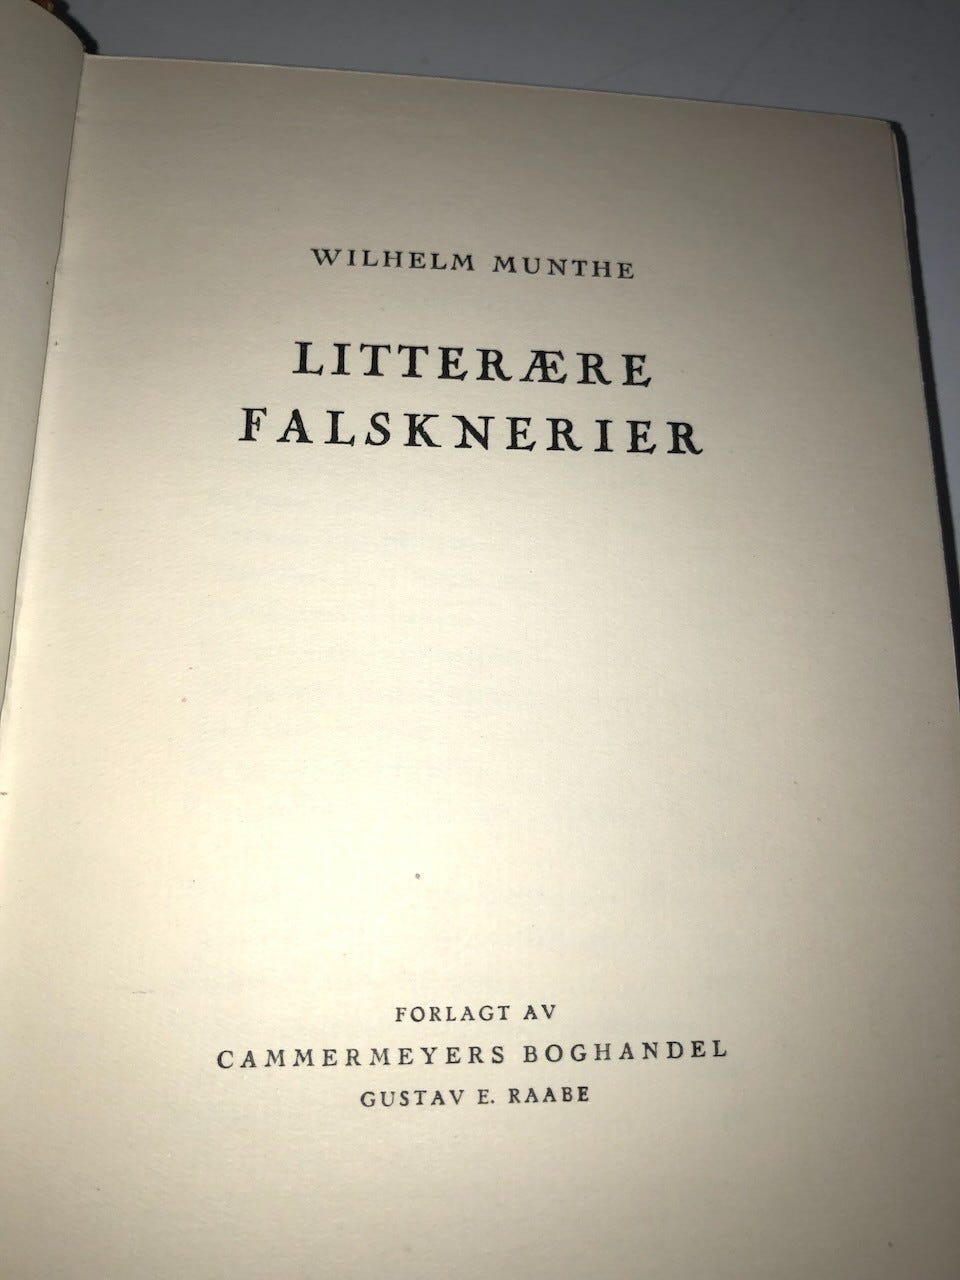 WILHELM MUNTHE
LITTERÆRE
FALSKNERIER
FORLAGT AV
CAMMERMEYERS BOGHANDEL
GUSTAV E. RAABE